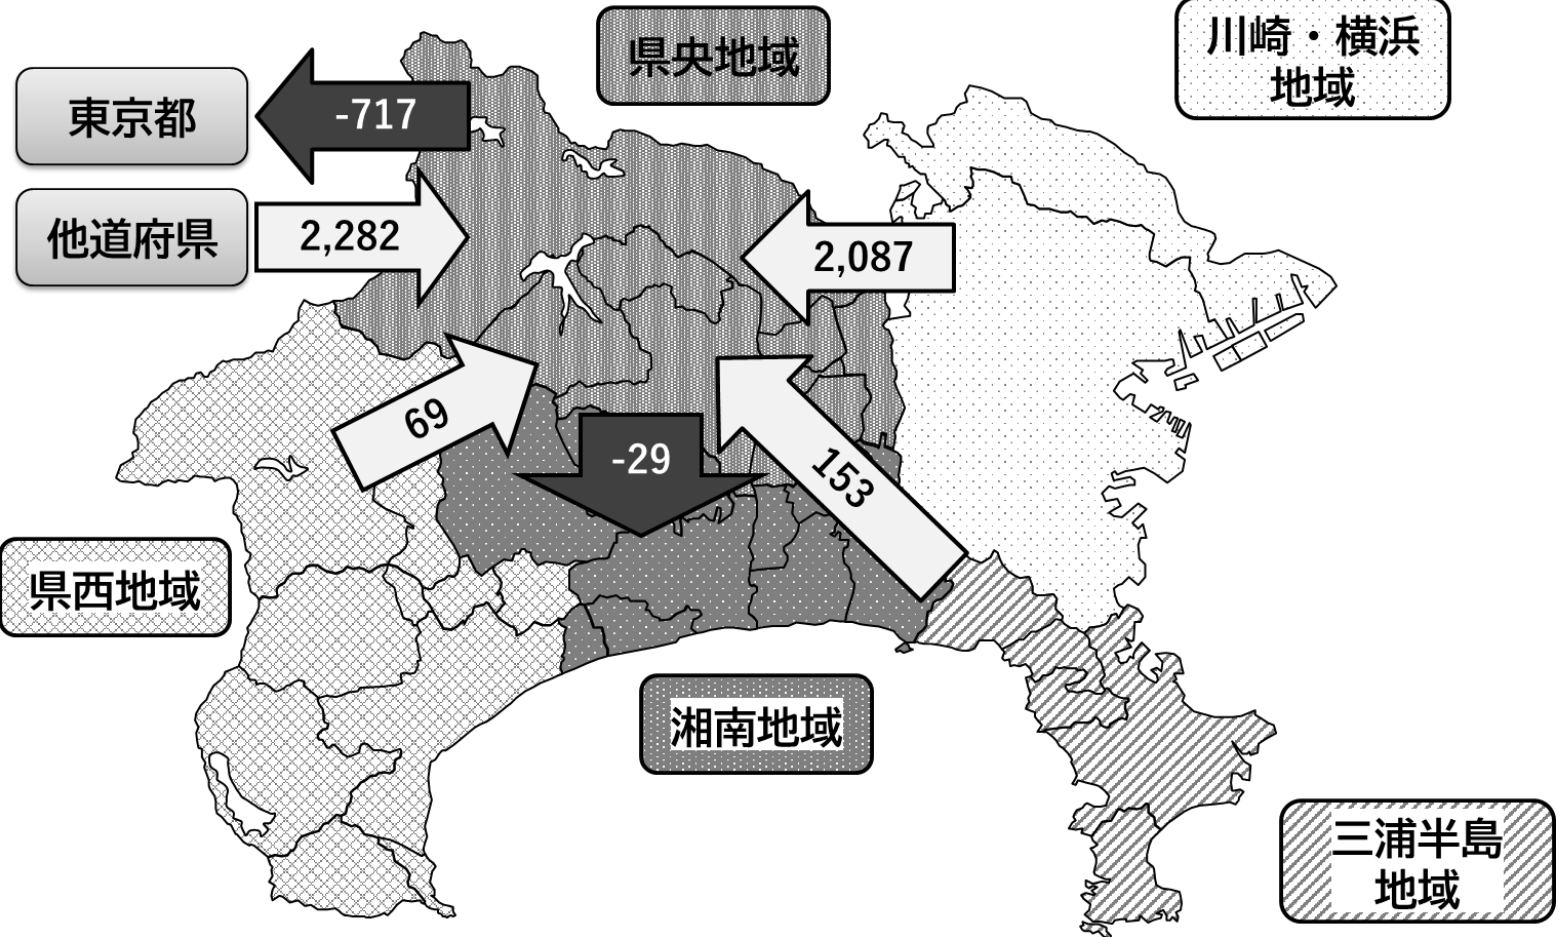 県央地域
川崎・横浜
地域
東京都
-717
他道府県
2,282
2,087
69
-29
153
県西地域
湘南地域
三浦半島
地域